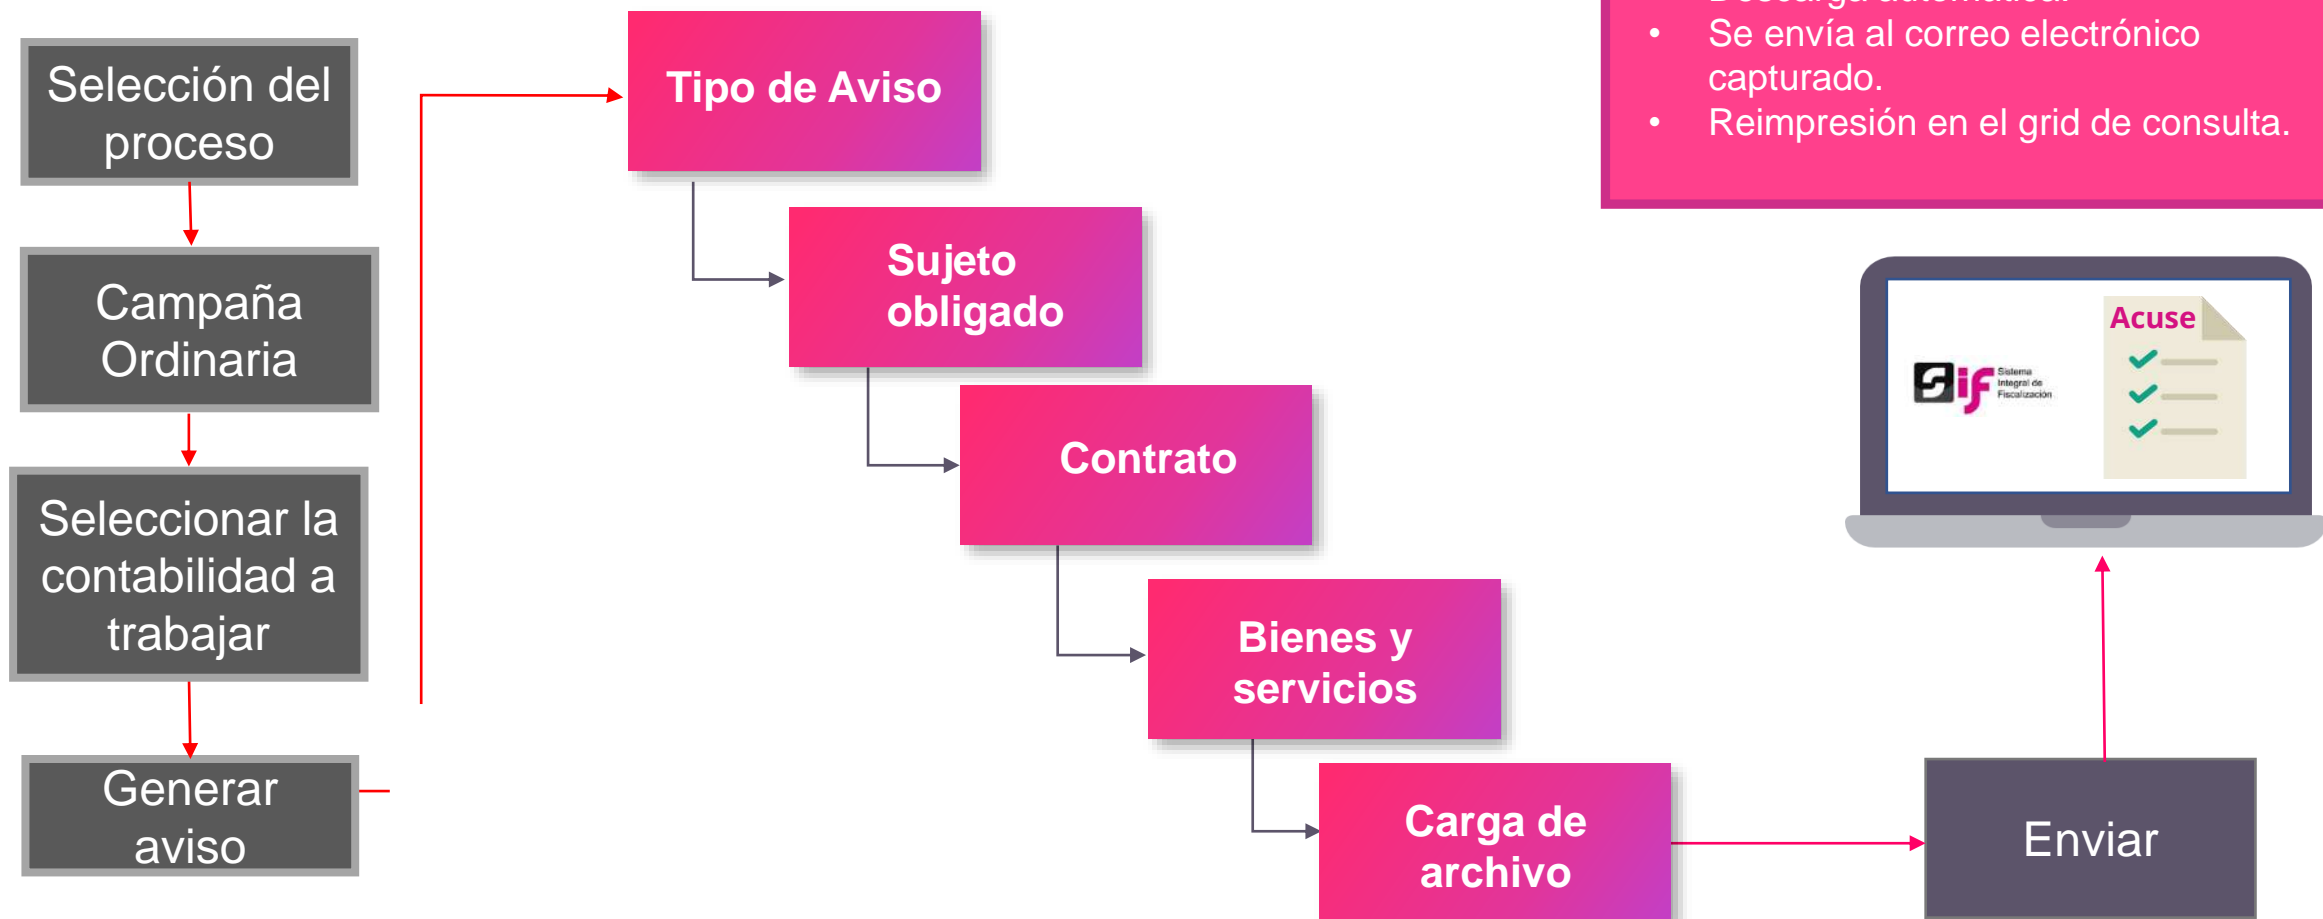 Selección del
proceso
Campaña
Ordinaria
Seleccionar la
contabilidad a
trabajar
Generar
aviso
Tipo de Aviso
Sujeto
obligado
Contrato
Bienes y
servicios
Carga de
archivo
Enviar
Descarga automática.
• Se envía al correo electrónico
capturado.
• Reimpresión en el grid de consulta.
Acuse
Sif Sistema
Integral de
Fiscalización